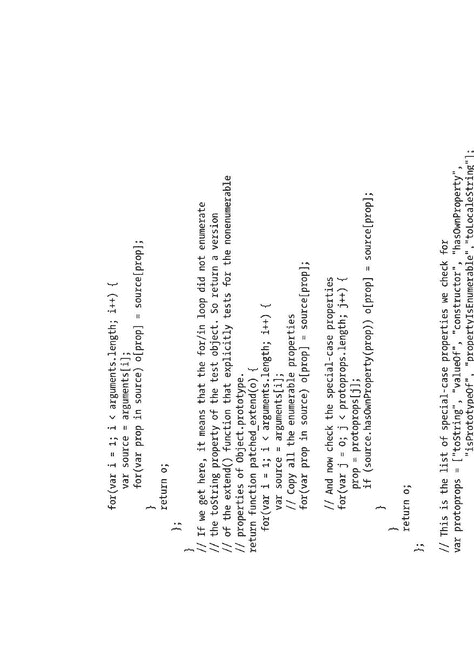 for(var i = 1; i < arguments.length; i++) {
var source = arguments[i];
for(var prop in source) o[prop] = source[prop];
}
return o;
};
}
// If we get here, it means that the for/in loop did not enumerate
// the toString property of the test object. So return a version
// of the extend() function that explicitly tests for the nonenumerable
// properties of Object.prototype.
return function patched_extend(o) {
for(var i = 1; i < arguments.length; i++) {
var source = arguments[i];
// Copy all the enumerable properties
for(var prop in source) o[prop] = source[prop];
// And now check the special-case properties
for(var j = 0; j < protoprops.length; j++) {
prop = protoprops[j];
if (source.hasOwnProperty(prop)) o[prop] = source[prop];
}
}
return o;
};
// This is the list of special-case properties we check for
var protoprops = ["toString", "valueOf", "constructor", "hasOwnProperty",
"isPrototypeOf", "propertyIsEnumerable","toLocaleString"];